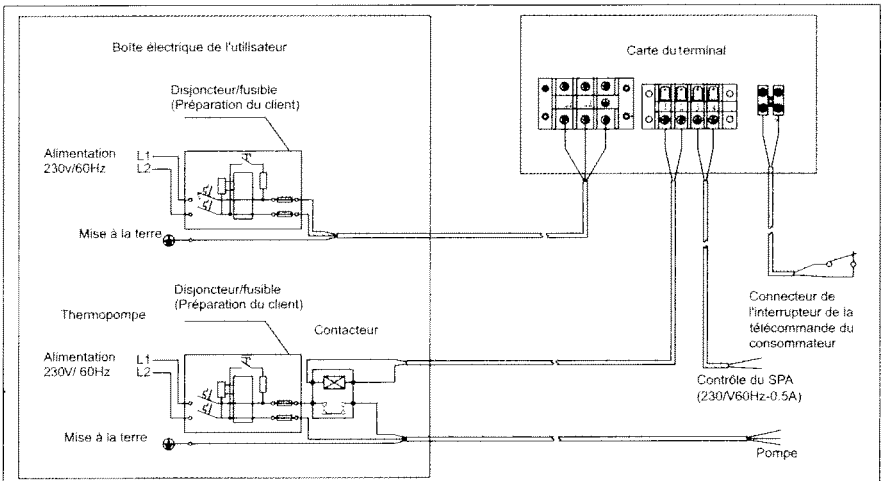 Boîte électrique de l'utilisateur
Carte du terminal
Disjoncteur/fusible
(Préparation du client)
Alimentation
230v/60Hz
L1
L2
Mise à la terre
Disjoncteur/fusible
(Préparation du client)
Thermopompe
Contacteur
Alimentation
230V/ 60Hz
L1
L2
Mise à la terre
Connecteur de
l'interrupteur de la
télécommande du
consommateur
Contrôle du SPA
(230/V60Hz-0.5A)
Pompe